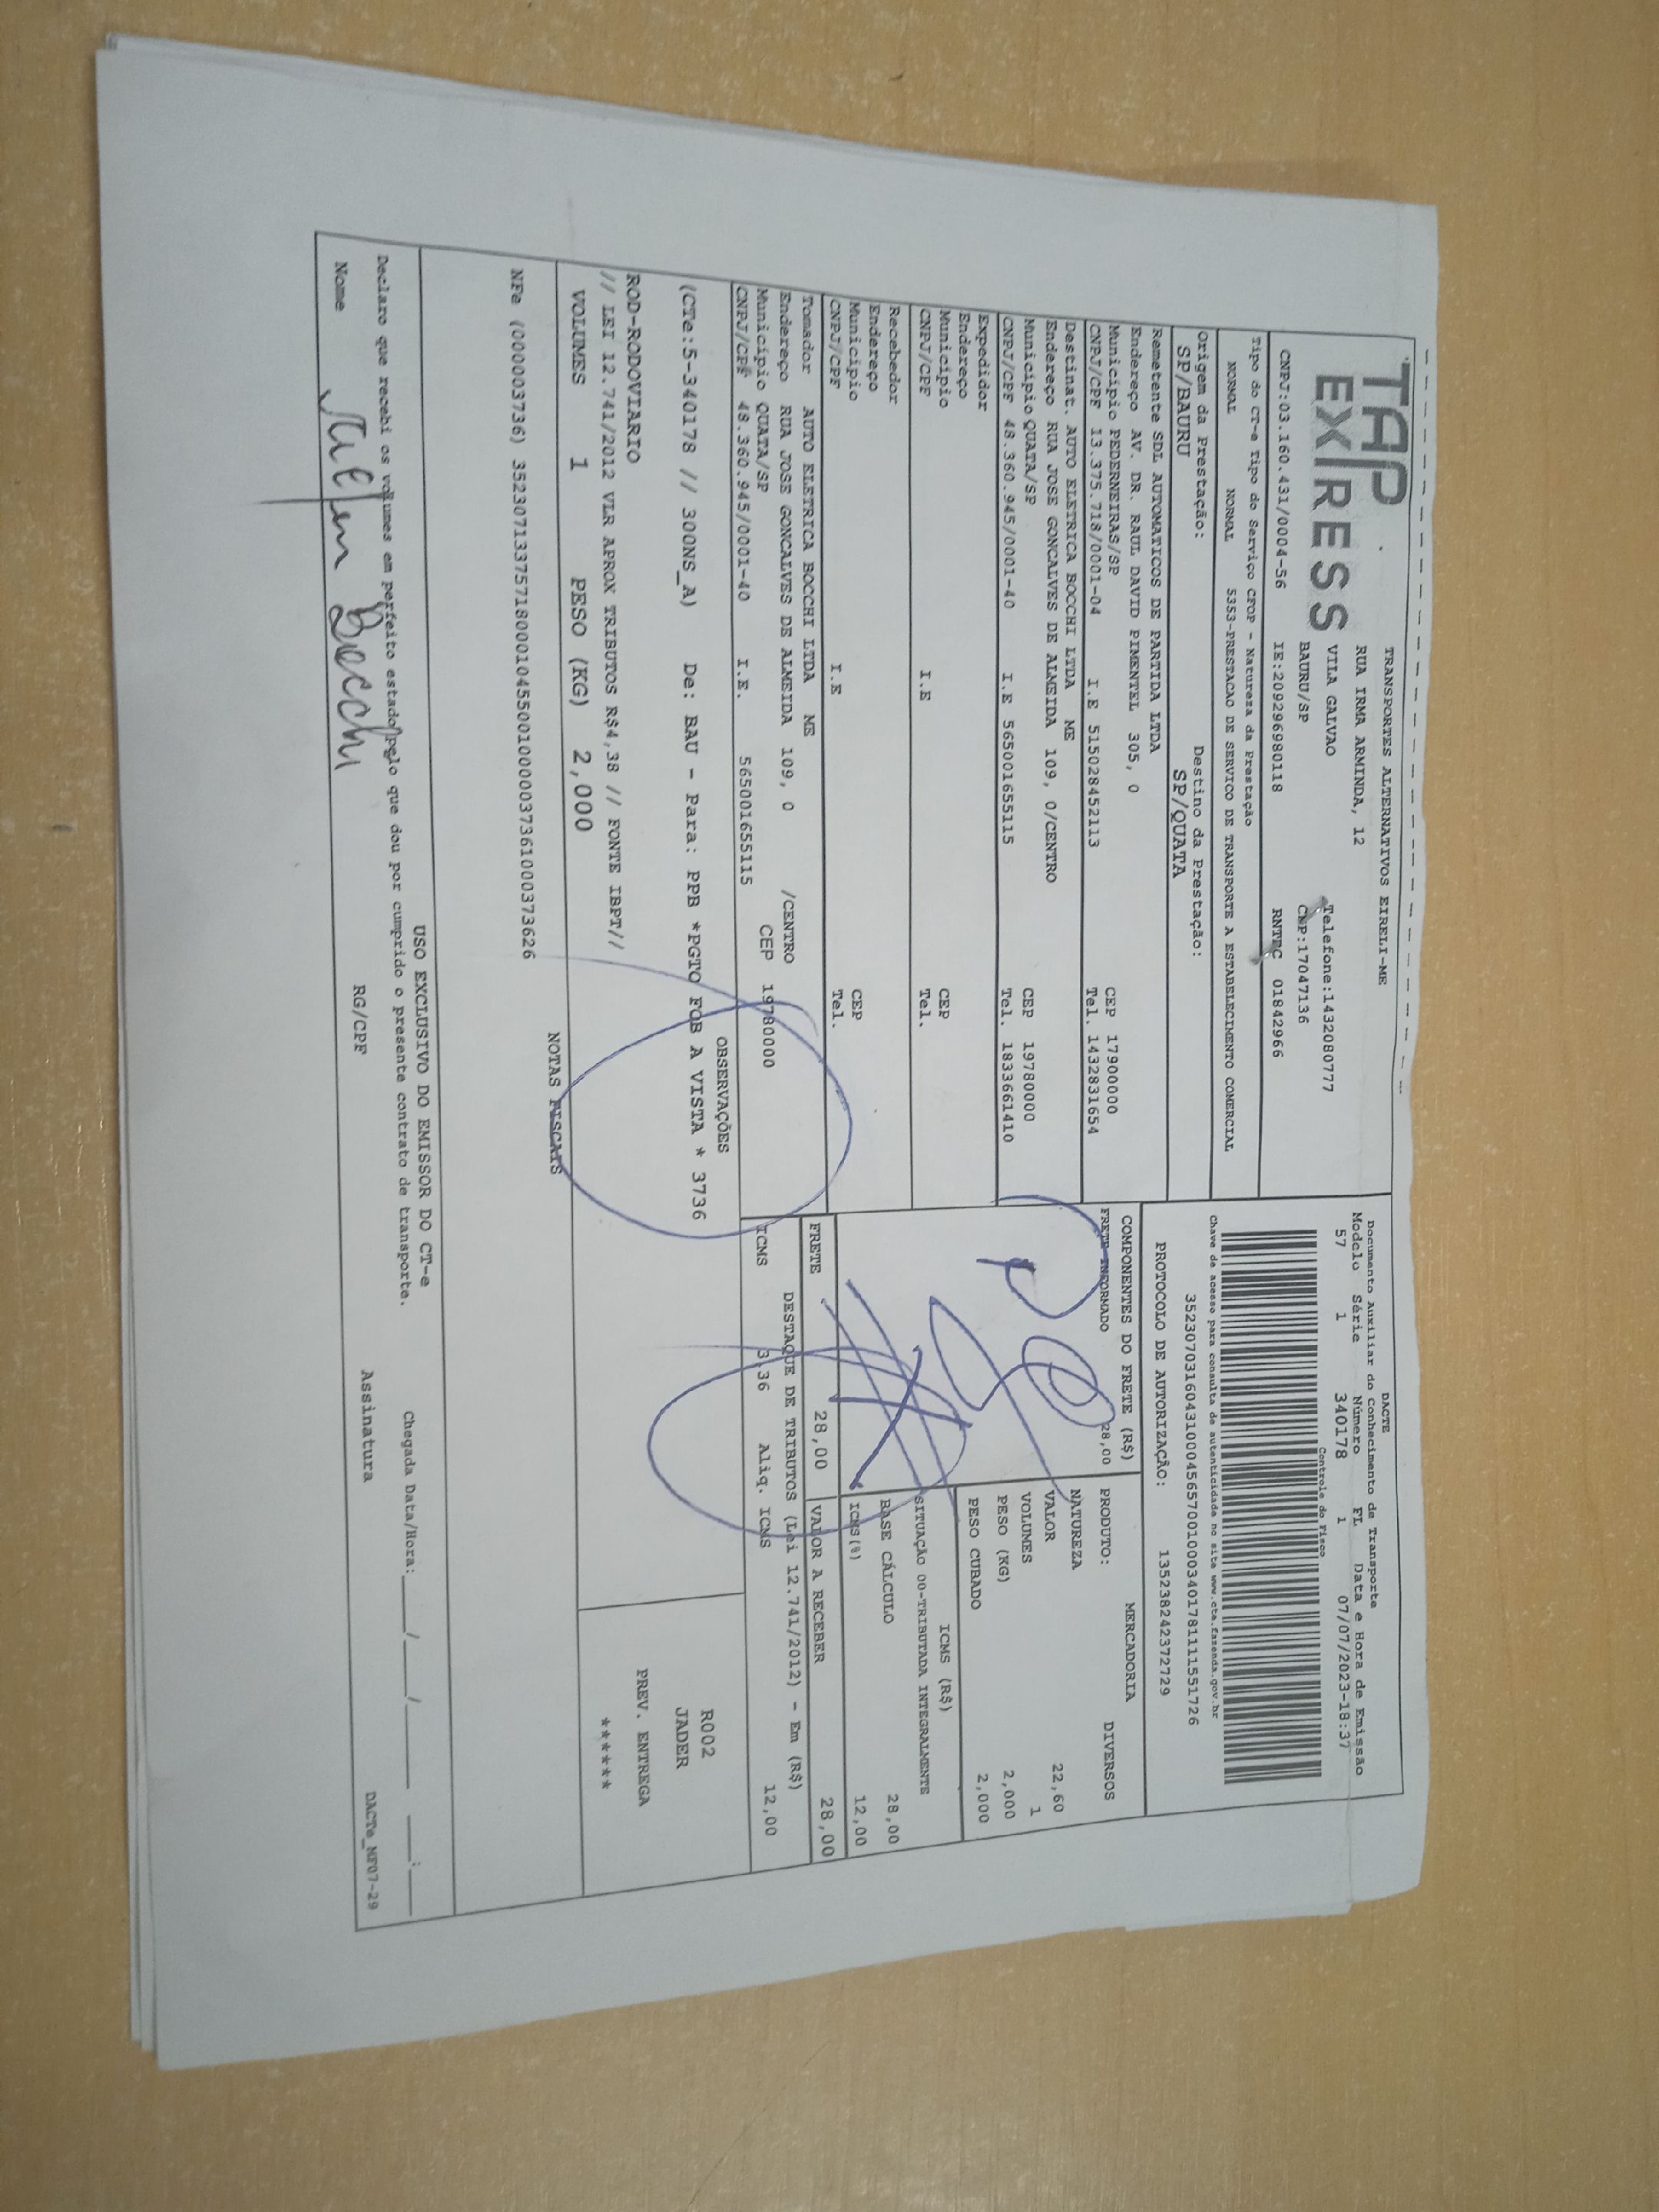 TAP
EXPRESS
TRANSPORTES ALTERNATIVOS EIRELI-ME
RUA IRMA ARMINDA, 12
VILA GALVAO Telefone:1432080777
BAURU/SP CEP:17047136
CNPJ:03.160.431/0004-56 IE:209296980118 RNTRC 01842966
Tipo do CT-e Tipo do Serviço CFOP - Natureza da Prestação
NORMAL NORMAL 5353-PRESTACAO DE SERVICO DE TRANSPORTE A ESTABELECIMENTO COMERCIAL
Origem da Prestação: Destino da Prestação:
SP/BAURU SP/QUATA
Remetente SDL AUTOMATICOS DE PARTIDA LTDA
Endereço AV. DR. RAUL DAVID PIMENTEL 305, 0
Município PEDERNEIRAS/SP CEP 17900000
CNPJ/CPF 13.375.718/0001-04 I.E 515028452113 Tel. 1432831654
Destinat. AUTO ELETRICA BOCCHI LTDA ME
Endereço RUA JOSE GONCALVES DE ALMEIDA 109, 0/CENTRO
Município QUATA/SP CEP 19780000
CNPJ/CPF 48.360.945/0001-40 I.E 565001655115 Tel. 1833661410
Expedidor
Endereço
Município CEP
CNPJ/CPF I.E Tel.
Recebedor
Endereço
Município CEP
CNPJ/CPF I.E Tel.
Tomador AUTO ELETRICA BOCCHI LTDA ME
Endereço RUA JOSE GONCALVES DE ALMEIDA 109, 0 /CENTRO
Município QUATA/SP CEP 19780000
CNPJ/CPF 48.360.945/0001-40 I.E. 565001655115
DACTE
Documento Auxiliar do Conhecimento de Transporte
Modelo Série Número FL Data e Hora de Emissão
57 1 340178 1 07/07/2023-18:37
Controle do Fisco
Chave de acesso para consulta de autenticidade no site www.cte.fazenda.gov.br
35230703160431000456570010003401781111551726
PROTOCOLO DE AUTORIZAÇÃO: 135238242372729
COMPONENTES DO FRETE (R$)
FRETE INFORMADO 28,00
MERCADORIA
PRODUTO: DIVERSOS
NATUREZA
VALOR 22,60
VOLUMES 1
PESO (KG) 2,000
PESO CUBADO 2,000
ICMS (R$)
SITUAÇÃO 00-TRIBUTADA INTEGRALMENTE
BASE CÁLCULO 28,00
ICMS(%) 12,00
FRETE 28,00 VALOR A RECEBER 28,00
DESTAQUE DE TRIBUTOS (Lei 12.741/2012) - Em (R$)
ICMS 3,36 Aliq. ICMS 12,00
OBSERVAÇÕES
(CTe:5-340178 // 300NS_A) De: BAU - Para: PPB *PGTO FOB A VISTA * 3736
ROD-RODOVIARIO
// LEI 12.741/2012 VLR APROX TRIBUTOS R$4,38 // FONTE IBPT//
VOLUMES 1 PESO (KG) 2,000
R002
JADER
PREV. ENTREGA
******
NOTAS FISCAIS
NFe (000003736) 35230713375718000104550010000037361000373626
USO EXCLUSIVO DO EMISSOR DO CT-e
Declaro que recebi os volumes em perfeito estado pelo que dou por cumprido o presente contrato de transporte. Chegada Data/Hora:____/___/_____ ___:___
Nome Bocchi RG/CPF Assinatura
DACTe_NF07-29